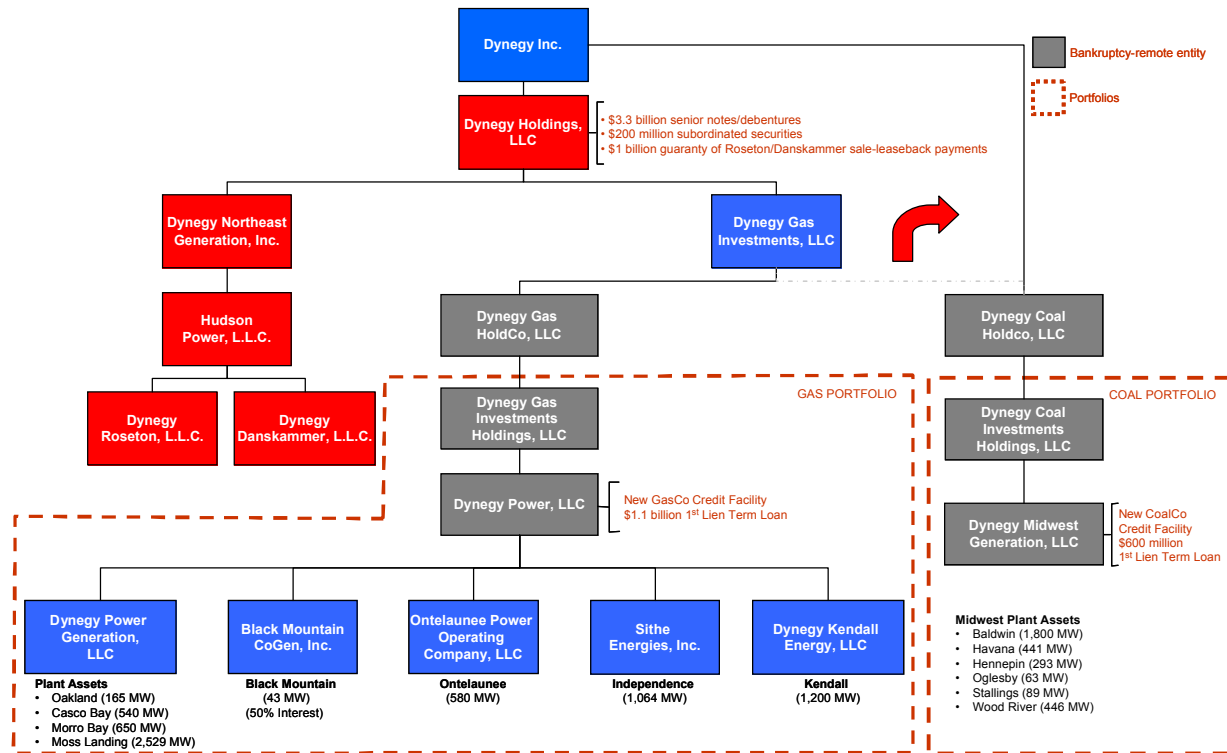 Dynegy Inc.
Bankruptcy-remote entity
Portfolios
Dynegy Holdings,
LLC
• $3.3 billion senior notes/debentures
• $200 million subordinated securities
• $1 billion guaranty of Roseton/Danskammer sale-leaseback payments
Dynegy Northeast
Generation, Inc.
Dynegy Gas
Investments, LLC
Hudson
Power, L.L.C.
Dynegy Gas
HoldCo, LLC
Dynegy Coal
Holdco, LLC
Dynegy
Roseton, L.L.C.
Dynegy
Danskammer, L.L.C.
GAS PORTFOLIO
Dynegy Gas
Investments
Holdings, LLC
COAL PORTFOLIO
Dynegy Coal
Investments
Holdings, LLC
Dynegy Power, LLC
New GasCo Credit Facility
$1.1 billion 1st Lien Term Loan
Dynegy Midwest
Generation, LLC
New CoalCo
Credit Facility
$600 million
1st Lien Term Loan
Dynegy Power
Generation,
LLC
Black Mountain
CoGen, Inc.
Ontelaunee Power
Operating
Company, LLC
Sithe
Energies, Inc.
Dynegy Kendall
Energy, LLC
Plant Assets
• Oakland (165 MW)
• Casco Bay (540 MW)
• Morro Bay (650 MW)
• Moss Landing (2,529 MW)
Black Mountain
(43 MW)
(50% Interest)
Ontelaunee
(580 MW)
Independence
(1,064 MW)
Kendall
(1,200 MW)
Midwest Plant Assets
• Baldwin (1,800 MW)
• Havana (441 MW)
• Hennepin (293 MW)
• Oglesby (63 MW)
• Stallings (89 MW)
• Wood River (446 MW)